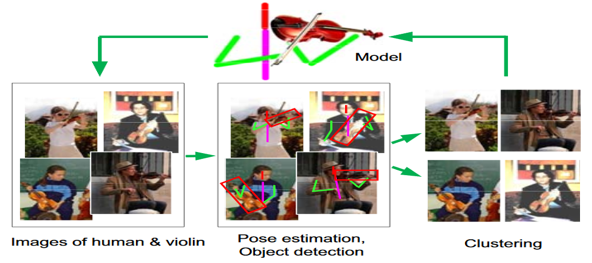 Model
Images of human & violin
Pose estimation,
Object detection
Clustering